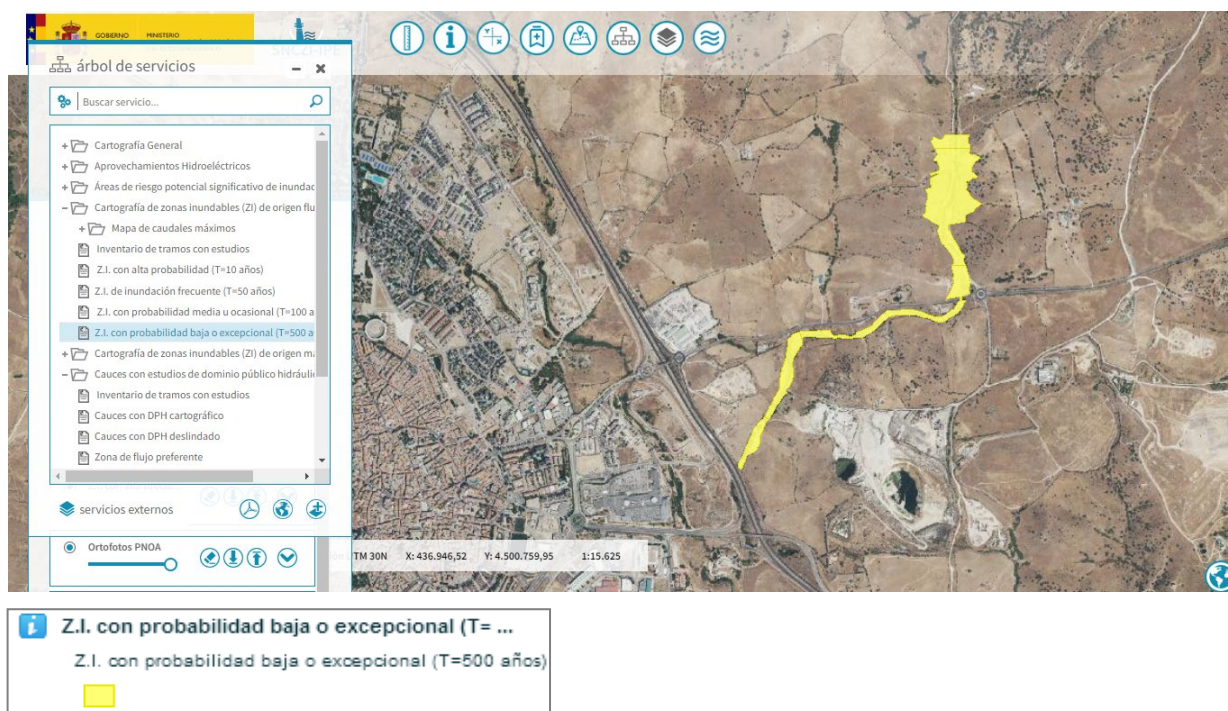 GOBIERNO MINISTERIO
SNCZI-IPE
árbol de servicios
Buscar servicio...
Cartografía General
Aprovechamientos Hidroeléctricos
Áreas de riesgo potencial significativo de inundac
Cartografía de zonas inundables (ZI) de origen flu
Mapa de caudales máximos
Inventario de tramos con estudios
Z.I. con alta probabilidad (T=10 años)
Z.I. de inundación frecuente (T=50 años)
Z.I. con probabilidad media u ocasional (T=100 a
Z.I. con probabilidad baja o excepcional (T=500 a
Cartografía de zonas inundables (ZI) de origen ma
Cauces con estudios de dominio público hidráulic
Inventario de tramos con estudios
Cauces con DPH cartográfico
Cauces con DPH deslindado
Zona de flujo preferente
servicios externos
Ortofotos PNOA
TM 30N X: 436.946,52 Y: 4.500.759,95 1:15.625
Z.I. con probabilidad baja o excepcional (T= ...
Z.I. con probabilidad baja o excepcional (T=500 años)